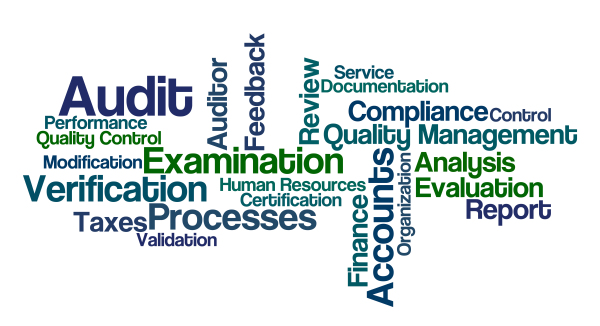 Audit
Auditor
Feedback
Review
Service
Documentation
Compliance
Control
Performance
Quality Control
Quality Management
Modification
Examination
Analysis
Verification
Human Resources
Certification
Evaluation
Taxes
Processes
Validation
Finance
Accounts
Organization
Report